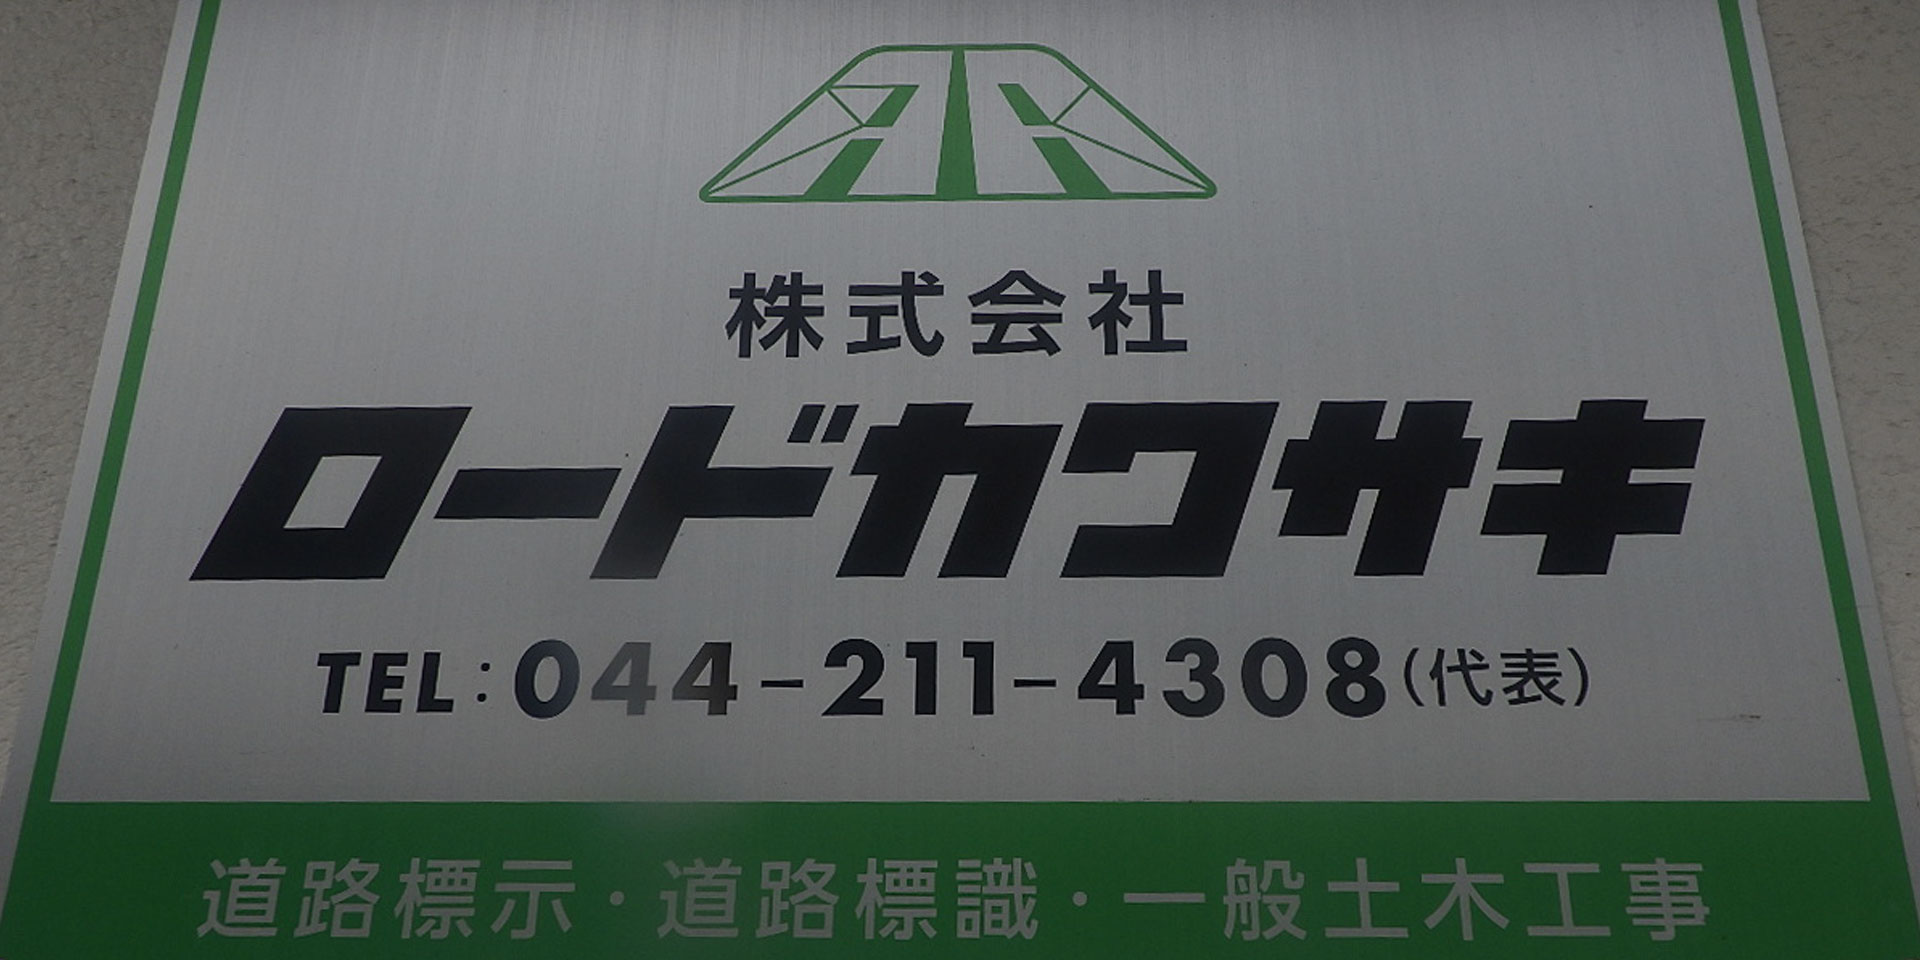 株式会社
ロードカワサキ
TEL:044-211-4308(代表)
道路標示・道路標識・一般土木工事